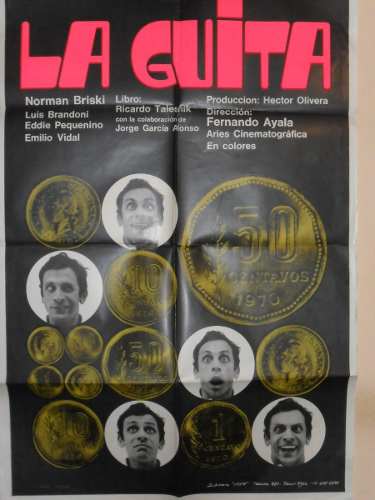 LA GUITA
Norman Briski
Luis Brandoni
Eddie Pequenino
Emilio Vidal
Libro:
Ricardo Talesnik
con la colaboración de
Jorge García Alonso
Produccion: Hector Olivera
Dirección:
Fernando Ayala
Aries Cinematográfica
En colores
50
CENTAVOS
1970
10
50
10
1